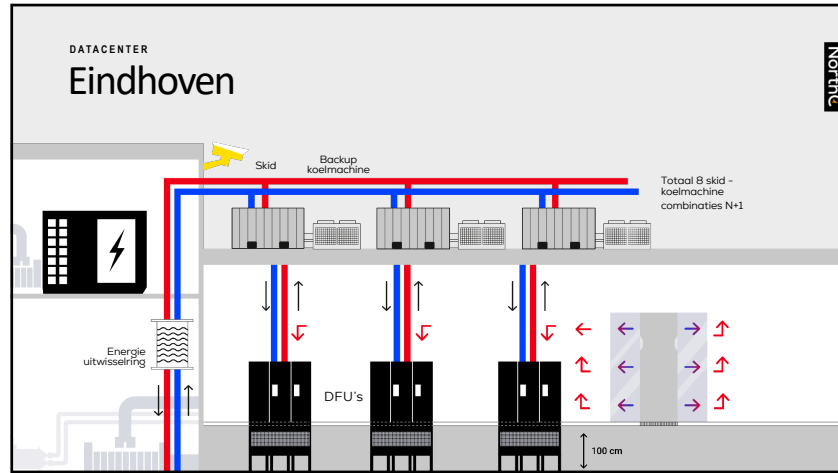 DATACENTER
Eindhoven
NorthC
Skid
Backup
koelmachine
Totaal 8 skid -
koelmachine
combinaties N+1
Energie
uitwisselring
DFU's
100 cm